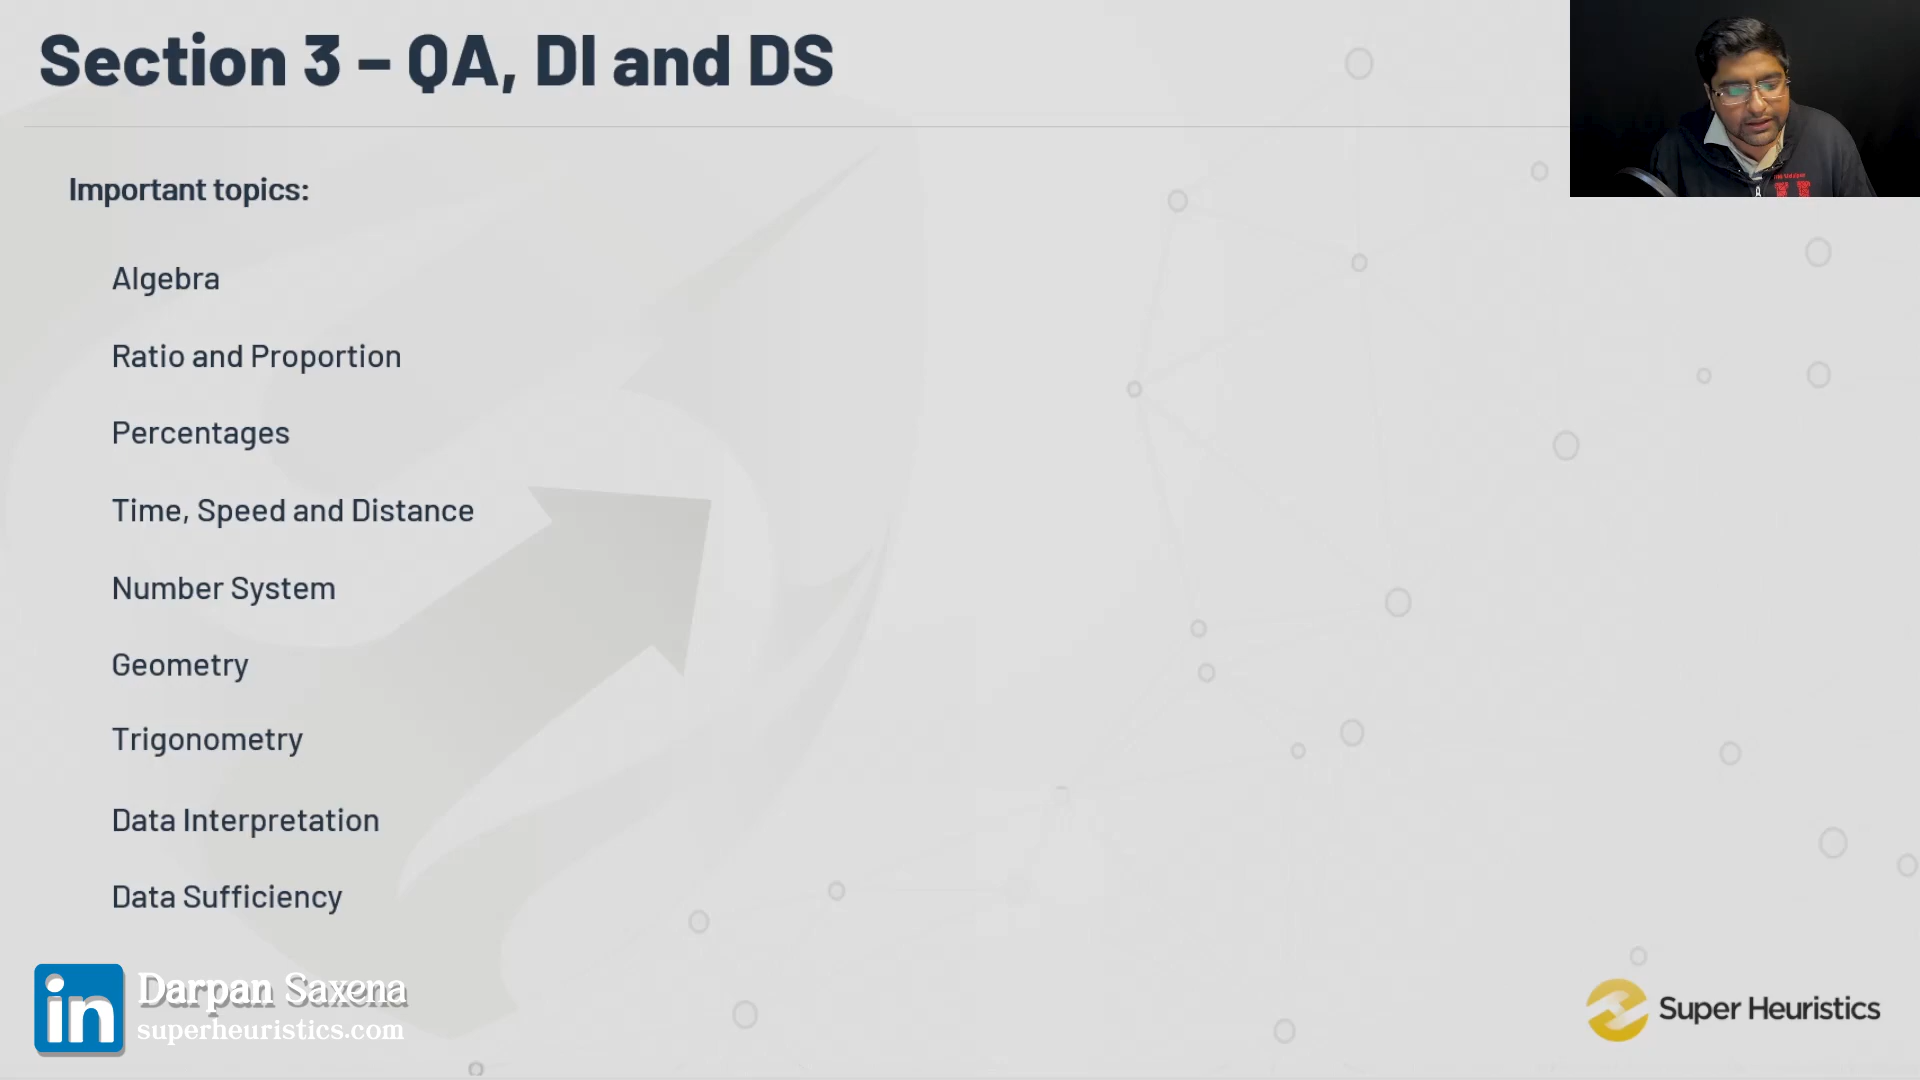 Section 3 – QA, DI and DS
Important topics:
Algebra
Ratio and Proportion
Percentages
Time, Speed and Distance
Number System
Geometry
Trigonometry
Data Interpretation
Data Sufficiency
in
Darpan Saxena
superheuristics.com
Super Heuristics